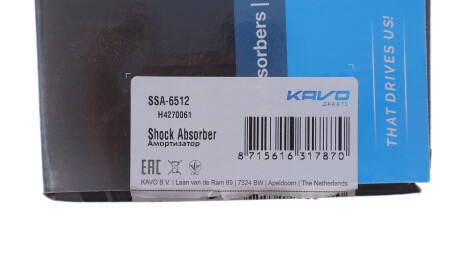 sorbers |
THAT DRIVES US!
SSA-6512
H4270061
KAVO
PARTS
Shock Absorber
Амортизатор
8 715616 317870
EAC
KAVO B.V. | Laan van de Ram 69 | 7324 BW | Apeldoorn | The Netherlands